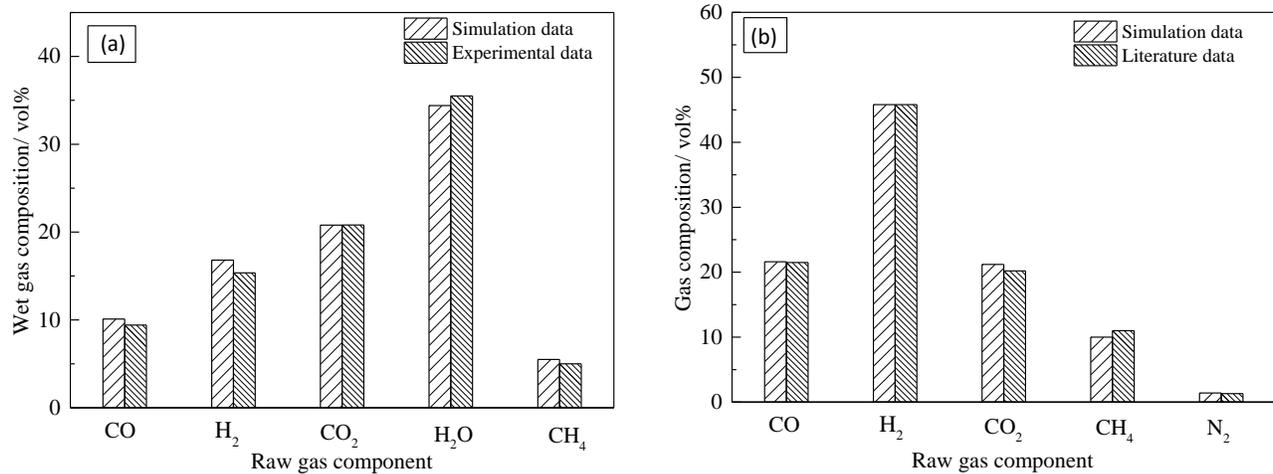 (a)
Simulation data
Experimental data
Wet gas composition/ vol%
40
30
20
10
0
CO H₂ CO₂ H₂O CH₄
Raw gas component
(b)
Simulation data
Literature data
Gas composition/ vol%
60
50
40
30
20
10
0
CO H₂ CO₂ CH₄ N₂
Raw gas component